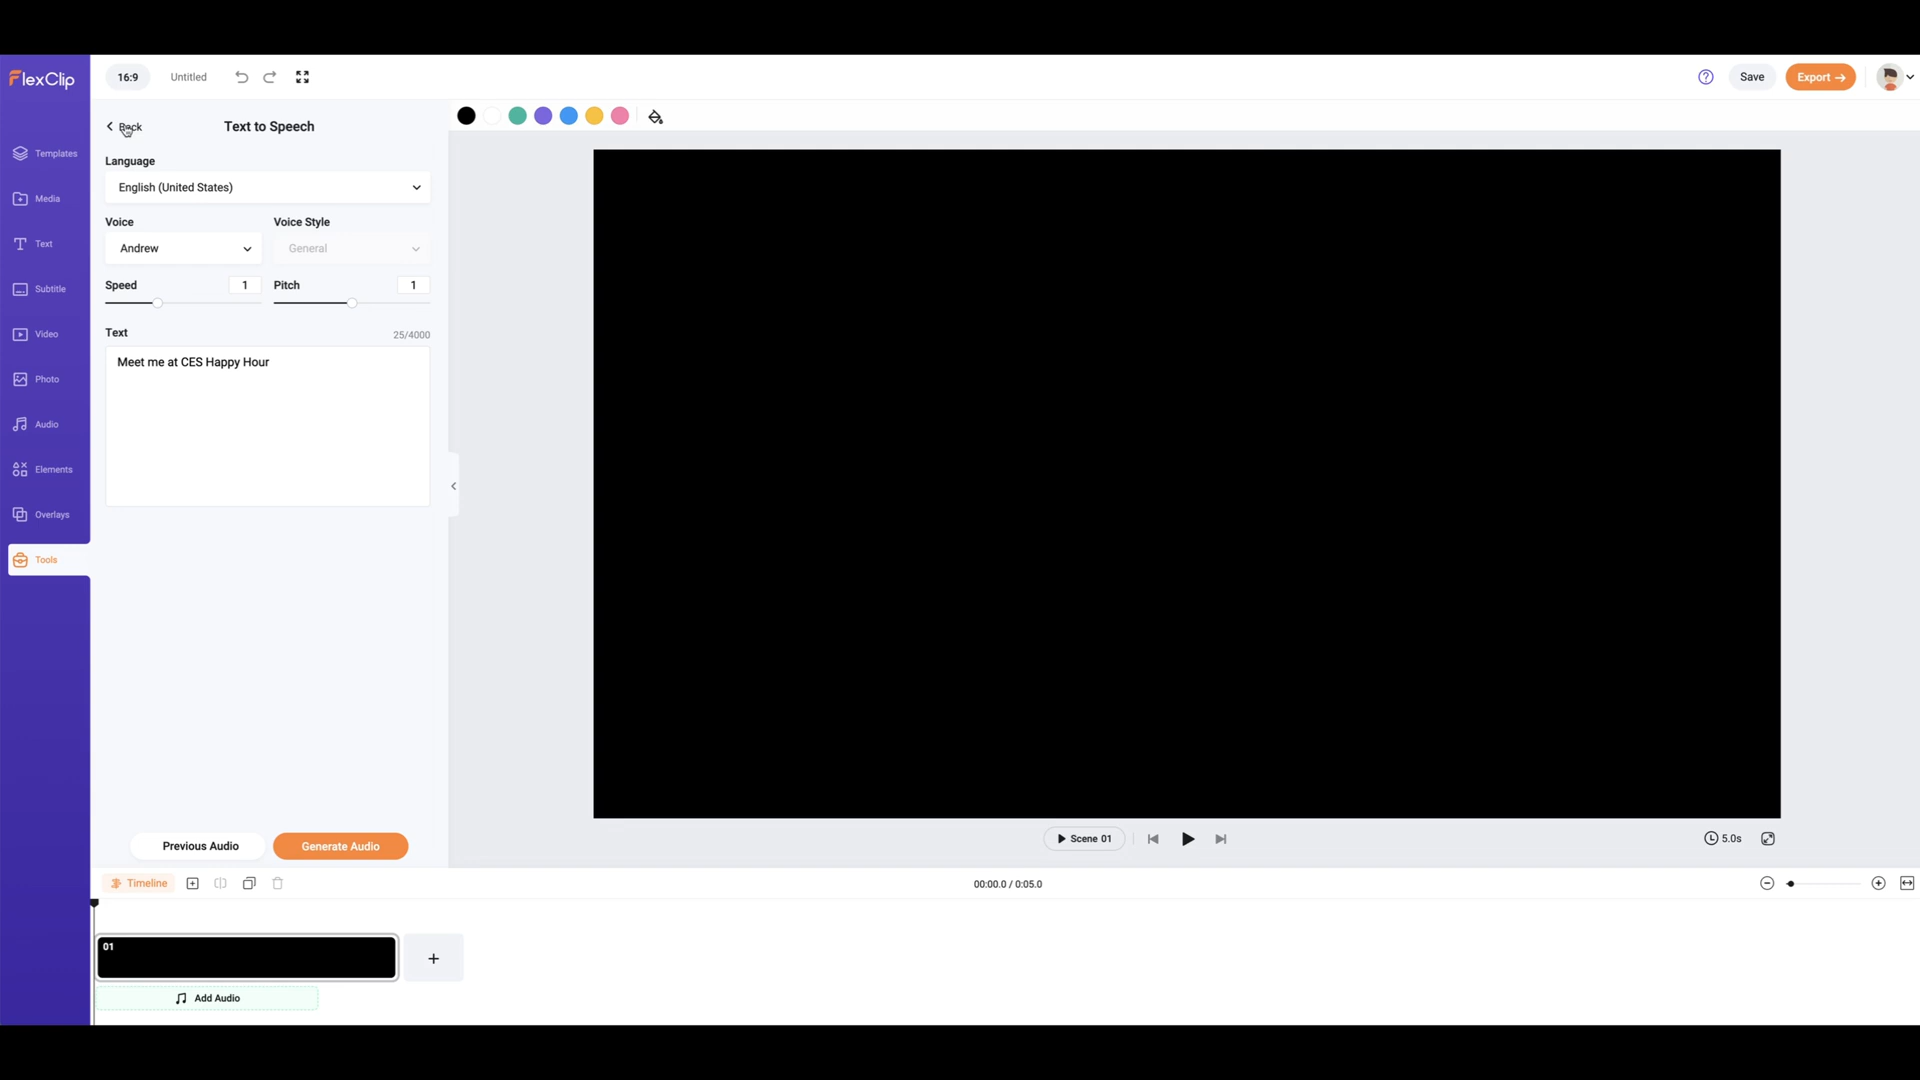 FlexClip
16:9
Untitled
Save
Export
Templates
Media
Text
Subtitle
Video
Photo
Audio
Elements
Overlays
Tools
Back
Text to Speech
Language
English (United States)
Voice
Voice Style
Andrew
General
Speed
1
Pitch
1
Text
25/4000
Meet me at CES Happy Hour
Previous Audio
Generate Audio
Scene 01
5.0s
Timeline
00:00.0 / 0:05.0
01
+
Add Audio